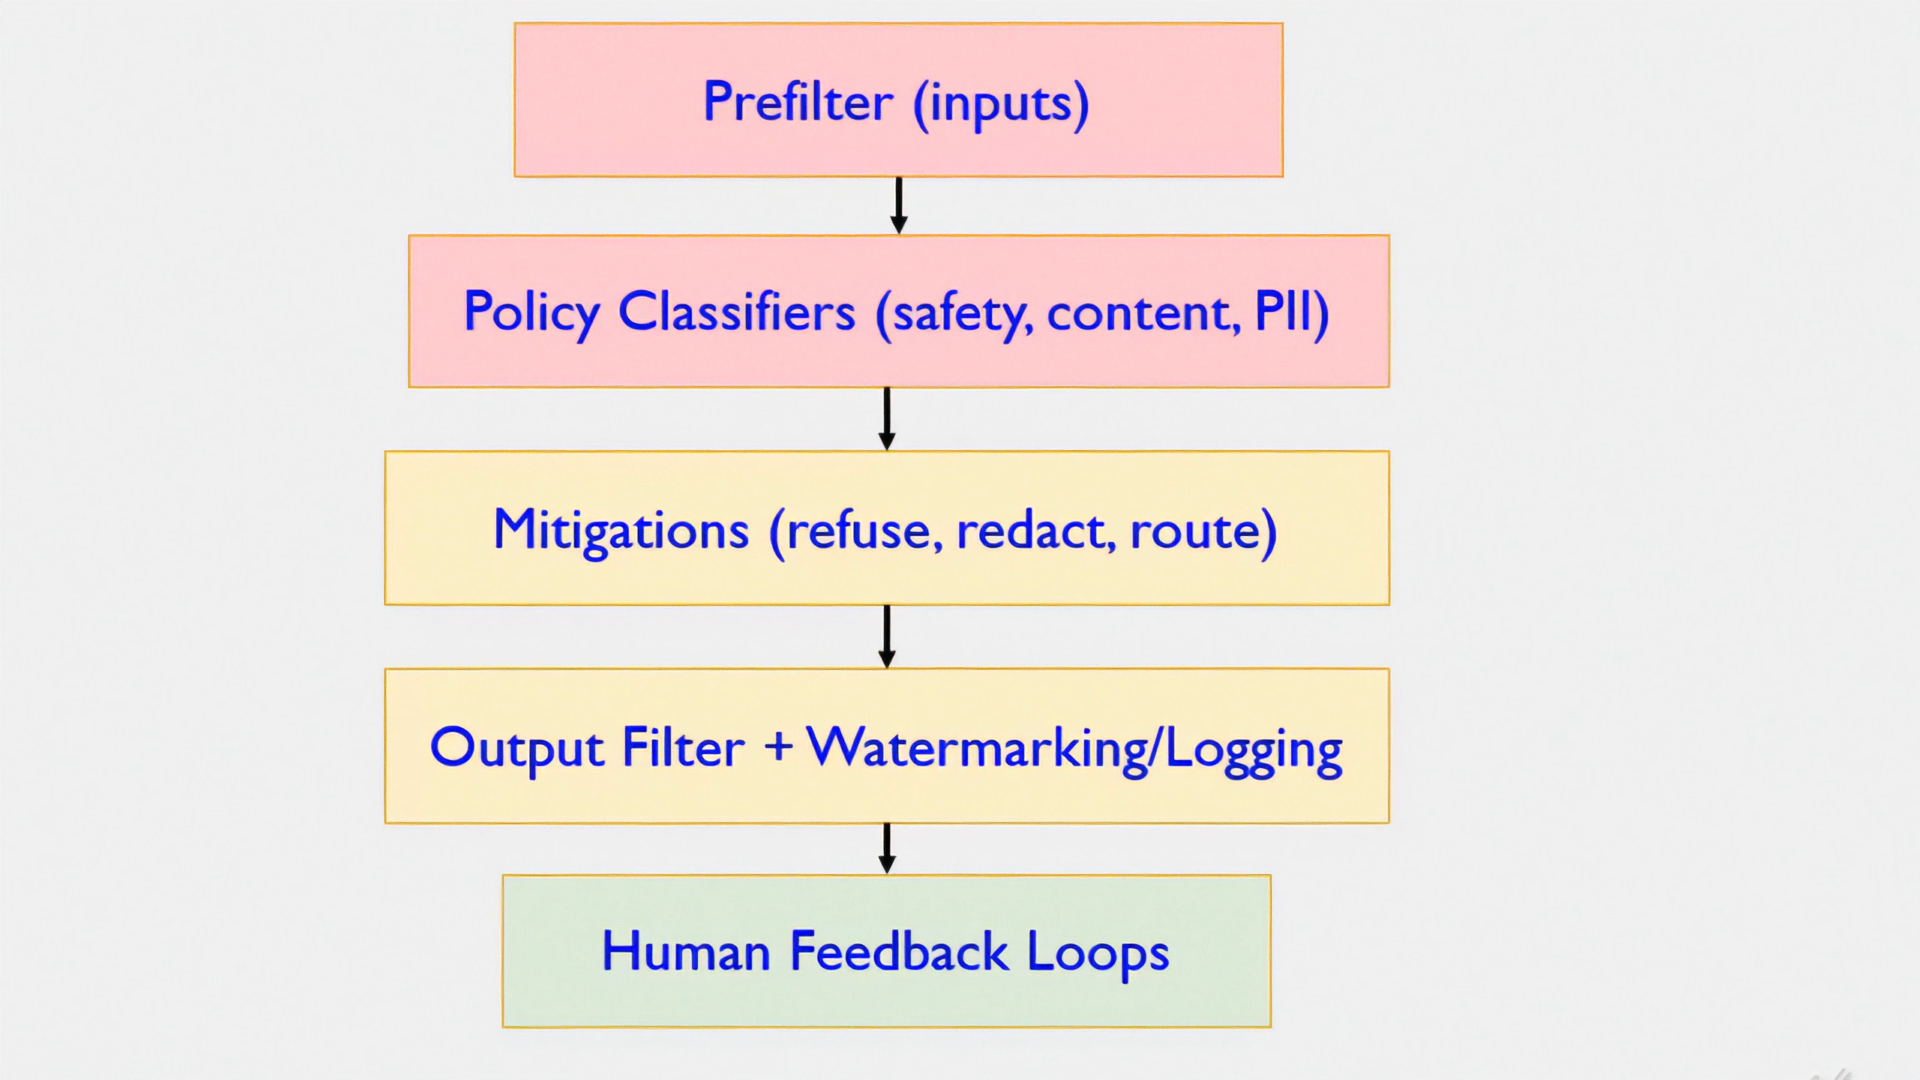 Prefilter (inputs)
Policy Classifiers (safety, content, PII)
Mitigations (refuse, redact, route)
Output Filter + Watermarking/Logging
Human Feedback Loops